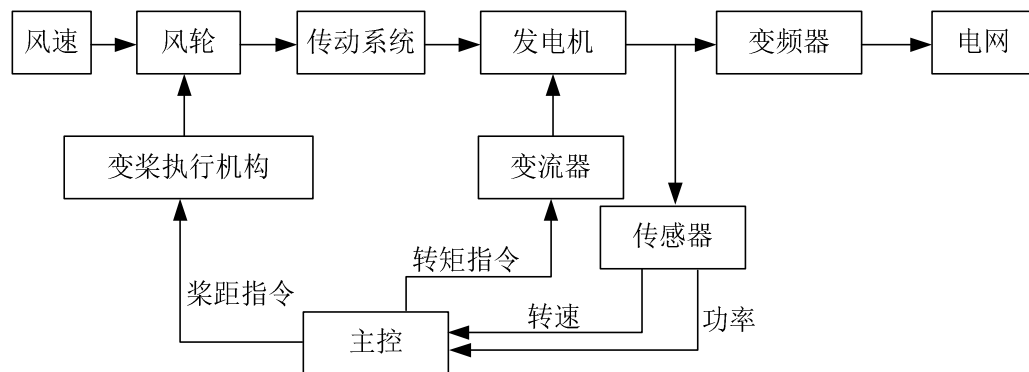 风速
风轮
传动系统
发电机
变频器
电网
变桨执行机构
变流器
传感器
转矩指令
桨距指令
转速
功率
主控